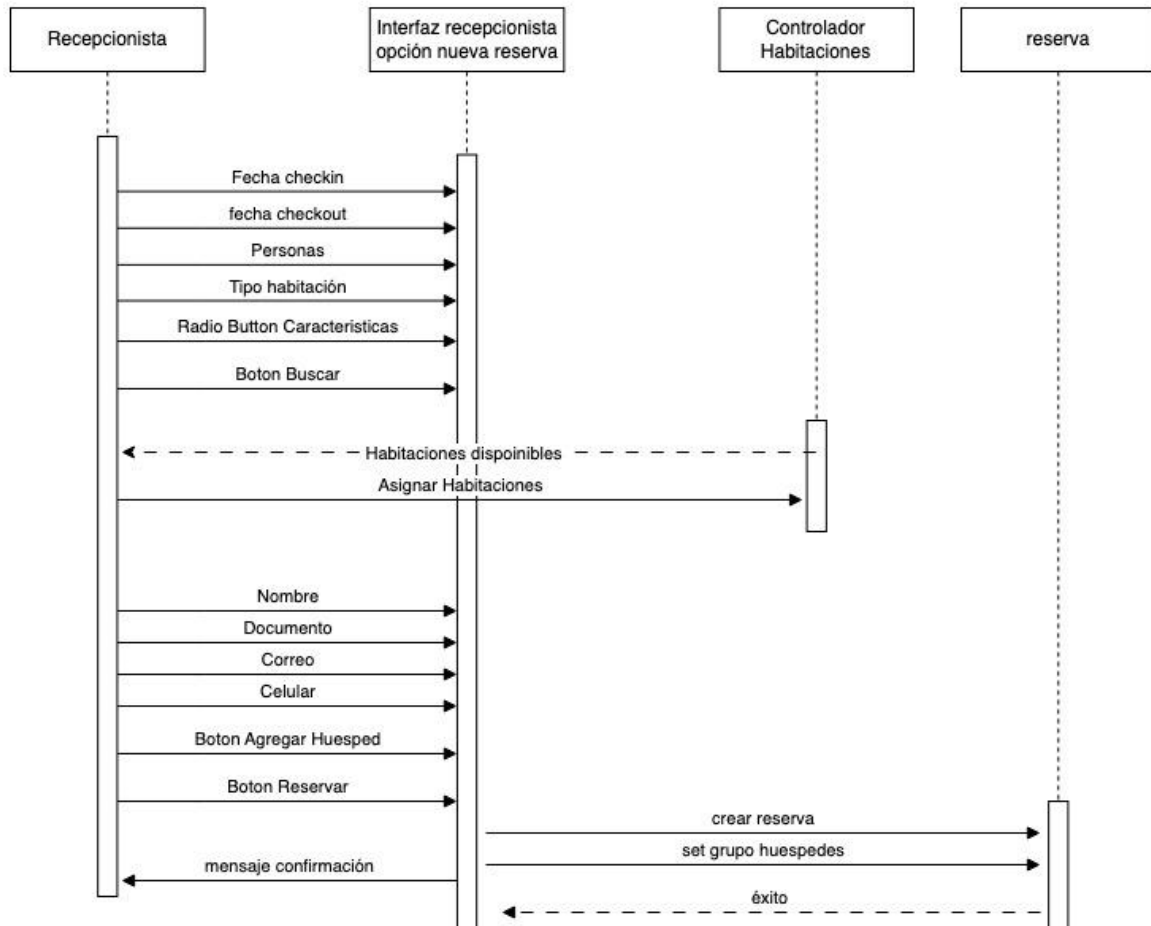 Recepcionista
Interfaz recepcionista
opción nueva reserva
Controlador
Habitaciones
reserva
Fecha checkin
fecha checkout
Personas
Tipo habitación
Radio Button Caracteristicas
Boton Buscar
Habitaciones dispoinibles
Asignar Habitaciones
Nombre
Documento
Correo
Celular
Boton Agregar Huesped
Boton Reservar
crear reserva
set grupo huespedes
mensaje confirmación
éxito